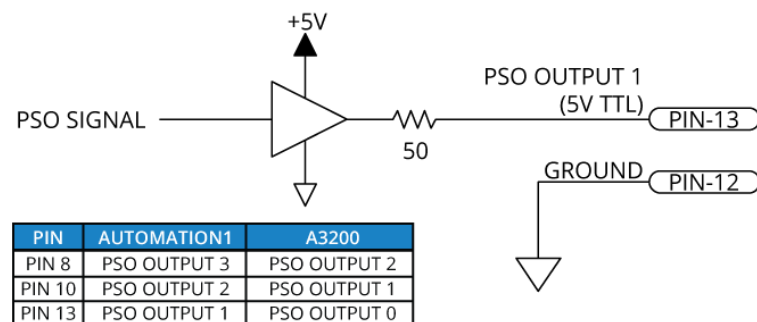 +5V
PSO OUTPUT 1
(5V TTL)
PSO SIGNAL
PIN-13
50
GROUND
PIN-12
PIN AUTOMATION1 A3200
PIN 8 PSO OUTPUT 3 PSO OUTPUT 2
PIN 10 PSO OUTPUT 2 PSO OUTPUT 1
PIN 13 PSO OUTPUT 1 PSO OUTPUT 0